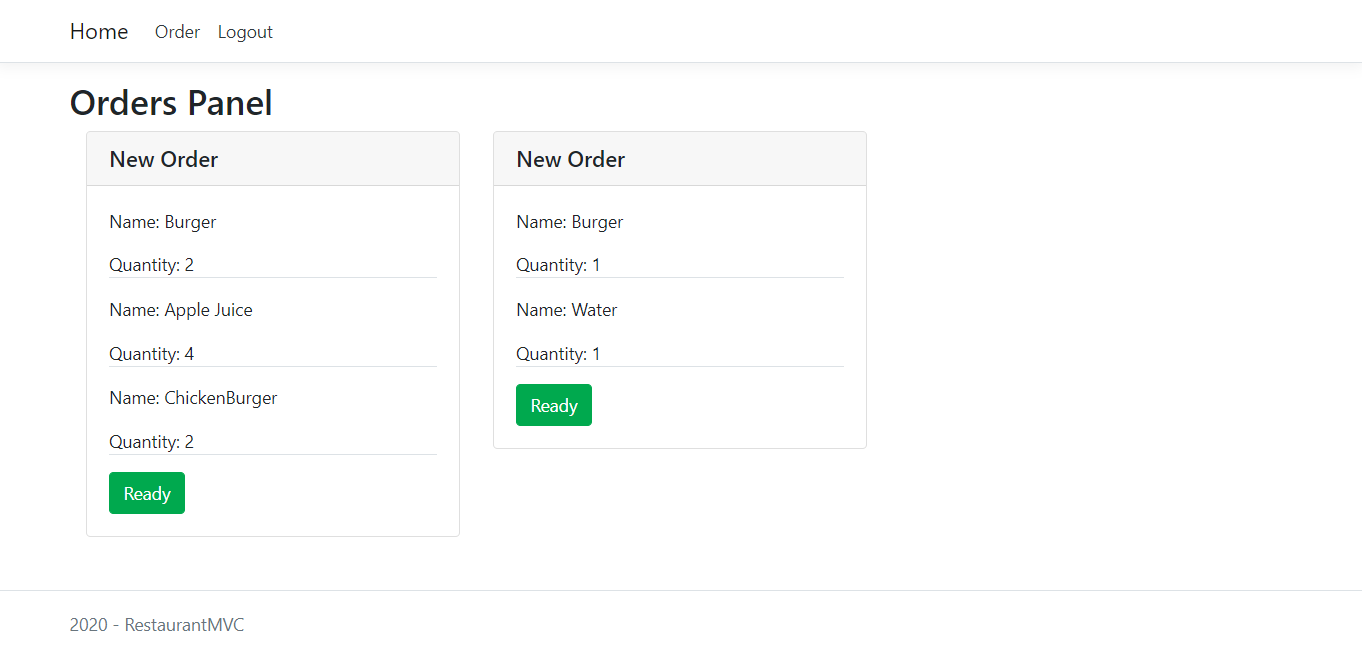 Home Order Logout
Orders Panel
New Order
Name: Burger
Quantity: 2
Name: Apple Juice
Quantity: 4
Name: ChickenBurger
Quantity: 2
Ready
New Order
Name: Burger
Quantity: 1
Name: Water
Quantity: 1
Ready
2020 - RestaurantMVC